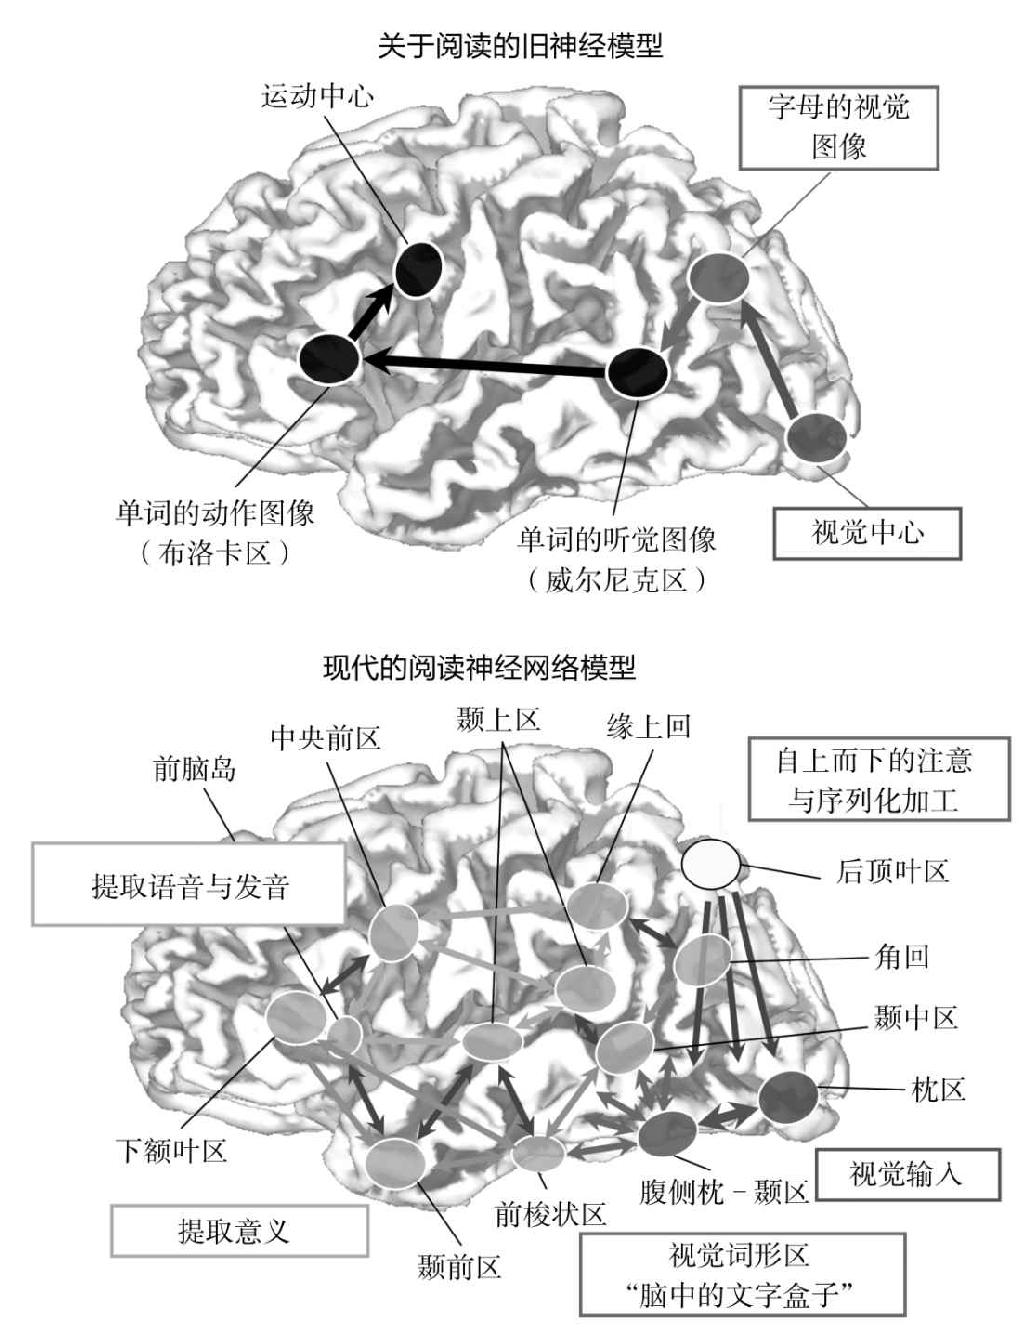 关于阅读的旧神经模型
运动中心
字母的视觉
图像
单词的动作图像
（布洛卡区）
单词的听觉图像
（威尔尼克区）
视觉中心
现代的阅读神经网络模型
颞上区
缘上回
中央前区
前脑岛
自上而下的注意
与序列化加工
提取语音与发音
后顶叶区
角回
颞中区
枕区
下额叶区
视觉输入
腹侧枕－颞区
前梭状区
提取意义
颞前区
视觉词形区
“脑中的文字盒子”